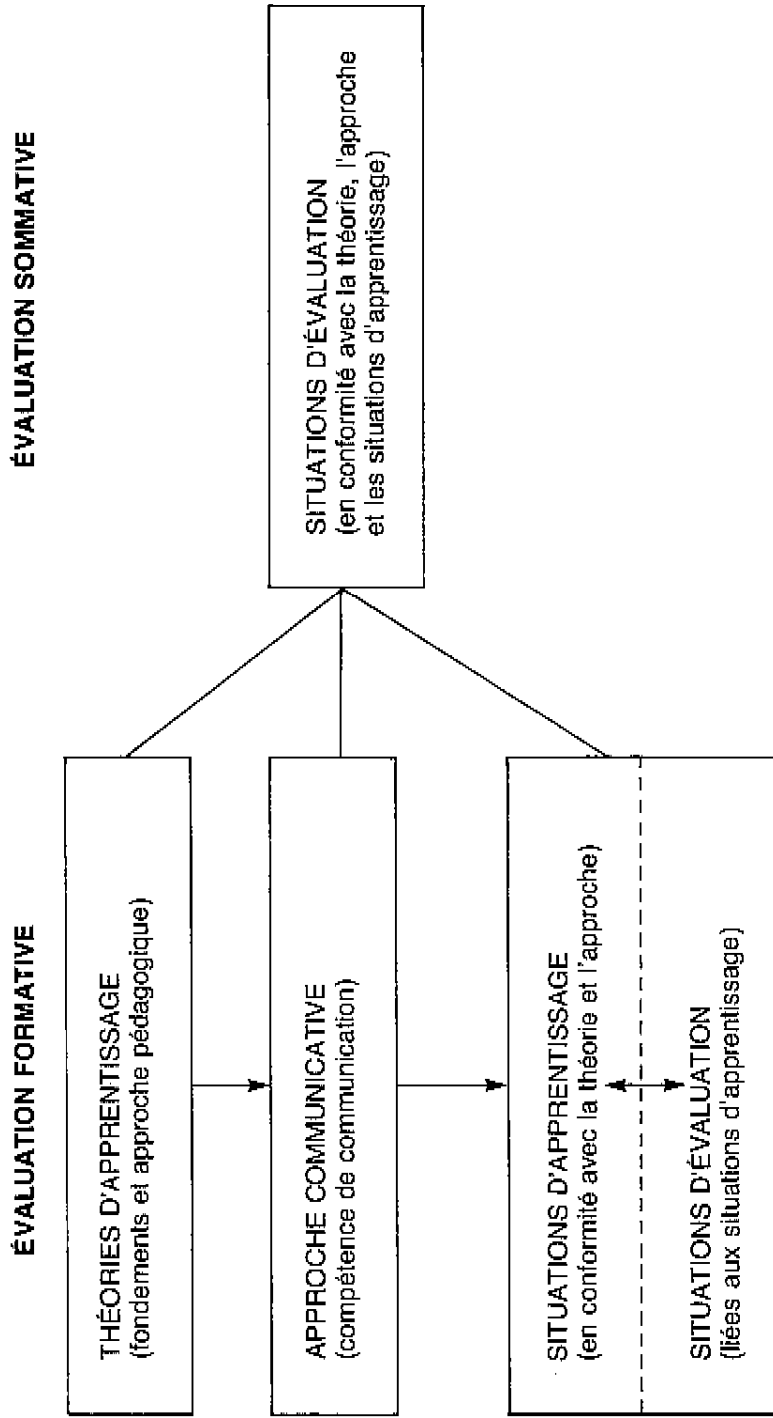 ÉVALUATION FORMATIVE
THÉORIES D'APPRENTISSAGE
(fondements et approche pédagogique)
APPROCHE COMMUNICATIVE
(compétence de communication)
SITUATIONS D'APPRENTISSAGE
(en conformité avec la théorie et l'approche)
SITUATIONS D'ÉVALUATION
(liées aux situations d'apprentissage)
ÉVALUATION SOMMATIVE
SITUATIONS D'ÉVALUATION
(en conformité avec la théorie, l'approche
et les situations d'apprentissage)